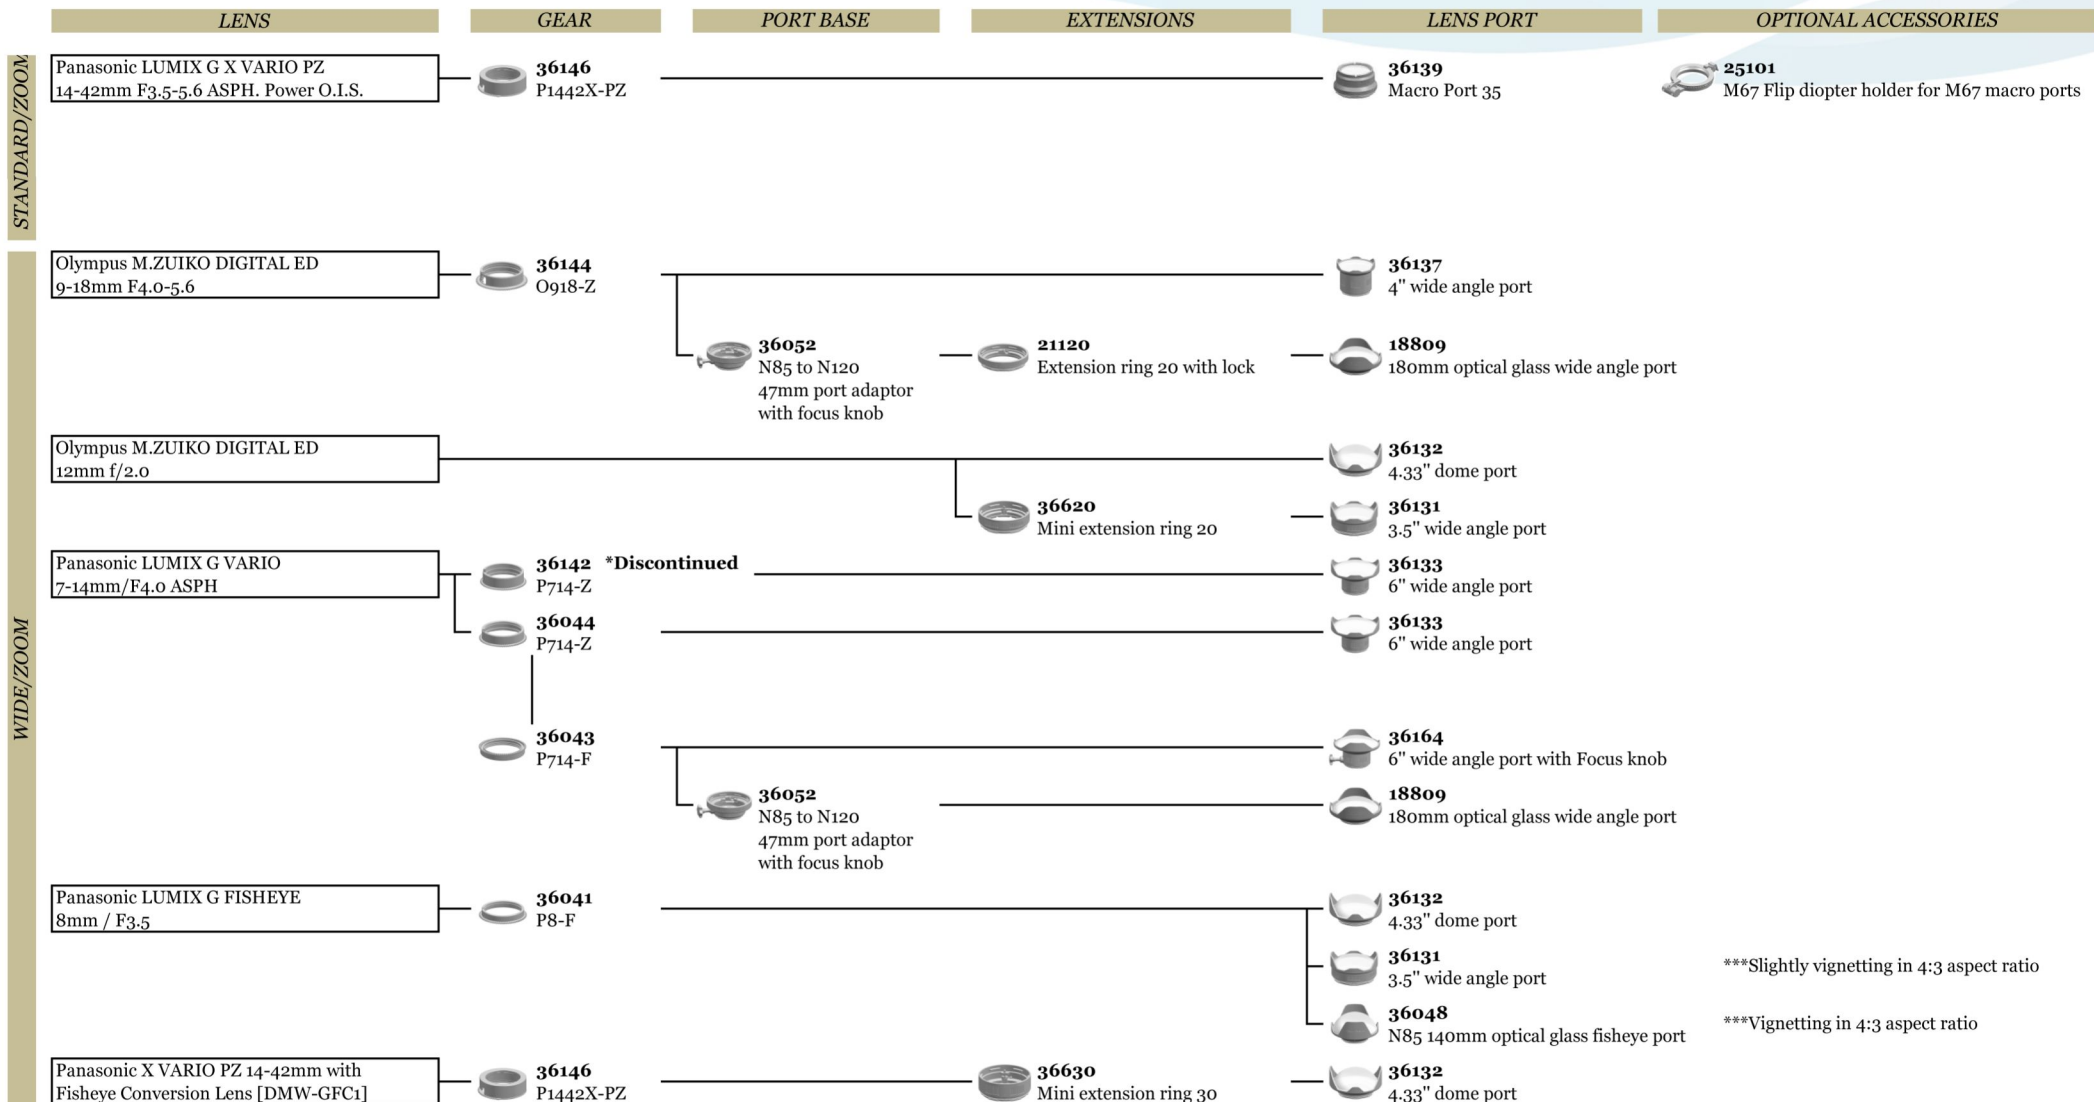 LENS GEAR PORT BASE EXTENSIONS LENS PORT OPTIONAL ACCESSORIES
STANDARD/ZOOM
Panasonic LUMIX G X VARIO PZ
14-42mm F3.5-5.6 ASPH. Power O.I.S.
36146
P1442X-PZ
36139
Macro Port 35
25101
M67 Flip diopter holder for M67 macro ports
WIDE/ZOOM
Olympus M.ZUIKO DIGITAL ED
9-18mm F4.0-5.6
36144
O918-Z
36137
4" wide angle port
36052
N85 to N120
47mm port adaptor
with focus knob
21120
Extension ring 20 with lock
18809
180mm optical glass wide angle port
Olympus M.ZUIKO DIGITAL ED
12mm f/2.0
36132
4.33" dome port
36620
Mini extension ring 20
36131
3.5" wide angle port
Panasonic LUMIX G VARIO
7-14mm/F4.0 ASPH
36142 *Discontinued
P714-Z
36133
6" wide angle port
36044
P714-Z
36133
6" wide angle port
36043
P714-F
36164
6" wide angle port with Focus knob
36052
N85 to N120
47mm port adaptor
with focus knob
18809
180mm optical glass wide angle port
Panasonic LUMIX G FISHEYE
8mm / F3.5
36041
P8-F
36132
4.33" dome port
36131
3.5" wide angle port
***Slightly vignetting in 4:3 aspect ratio
36048
N85 140mm optical glass fisheye port
***Vignetting in 4:3 aspect ratio
Panasonic X VARIO PZ 14-42mm with
Fisheye Conversion Lens [DMW-GFC1]
36146
P1442X-PZ
36630
Mini extension ring 30
36132
4.33" dome port